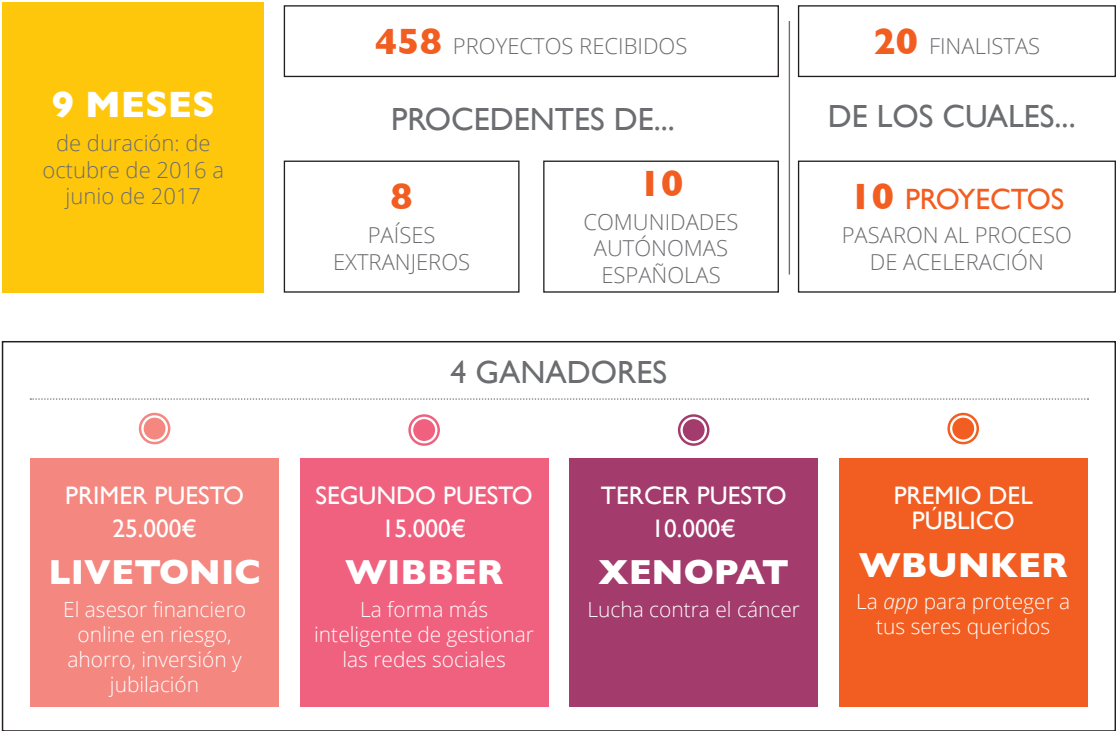 9 MESES
de duración: de
octubre de 2016 a
junio de 2017
458 PROYECTOS RECIBIDOS
PROCEDENTES DE...
8
PAÍSES
EXTRANJEROS
10
COMUNIDADES
AUTÓNOMAS
ESPAÑOLAS
20 FINALISTAS
DE LOS CUALES...
10 PROYECTOS
PASARON AL PROCESO
DE ACELERACIÓN
4 GANADORES
PRIMER PUESTO
25.000€
LIVETONIC
El asesor financiero
online en riesgo,
ahorro, inversión y
jubilación
SEGUNDO PUESTO
15.000€
WIBBER
La forma más
inteligente de gestionar
las redes sociales
TERCER PUESTO
10.000€
XENOPAT
Lucha contra el cáncer
PREMIO DEL
PÚBLICO
WBUNKER
La app para proteger a
tus seres queridos